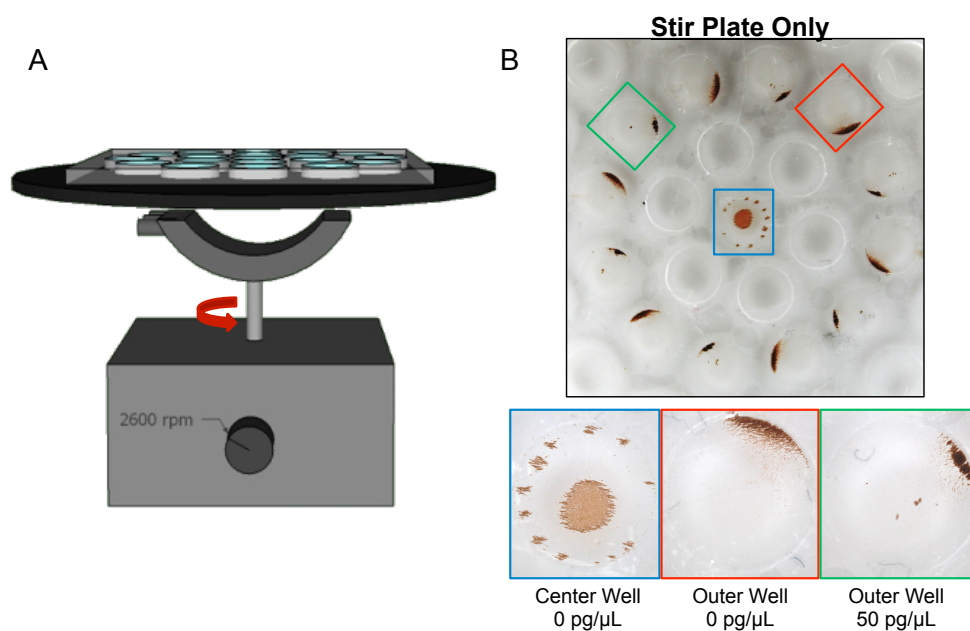 A
2600 rpm
B
Stir Plate Only
Center Well
0 pg/µL
Outer Well
0 pg/µL
Outer Well
50 pg/µL